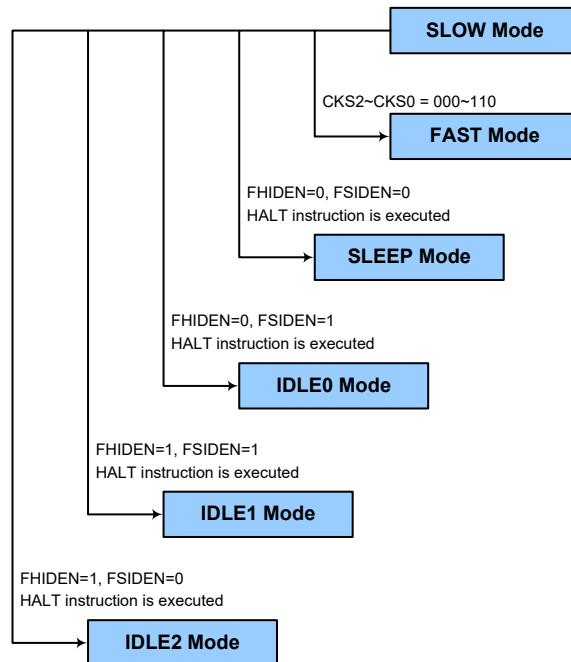 SLOW Mode
CKS2~CKS0 = 000~110
FAST Mode
FHIDEN=0, FSIDEN=0
HALT instruction is executed
SLEEP Mode
FHIDEN=0, FSIDEN=1
HALT instruction is executed
IDLE0 Mode
FHIDEN=1, FSIDEN=1
HALT instruction is executed
IDLE1 Mode
FHIDEN=1, FSIDEN=0
HALT instruction is executed
IDLE2 Mode